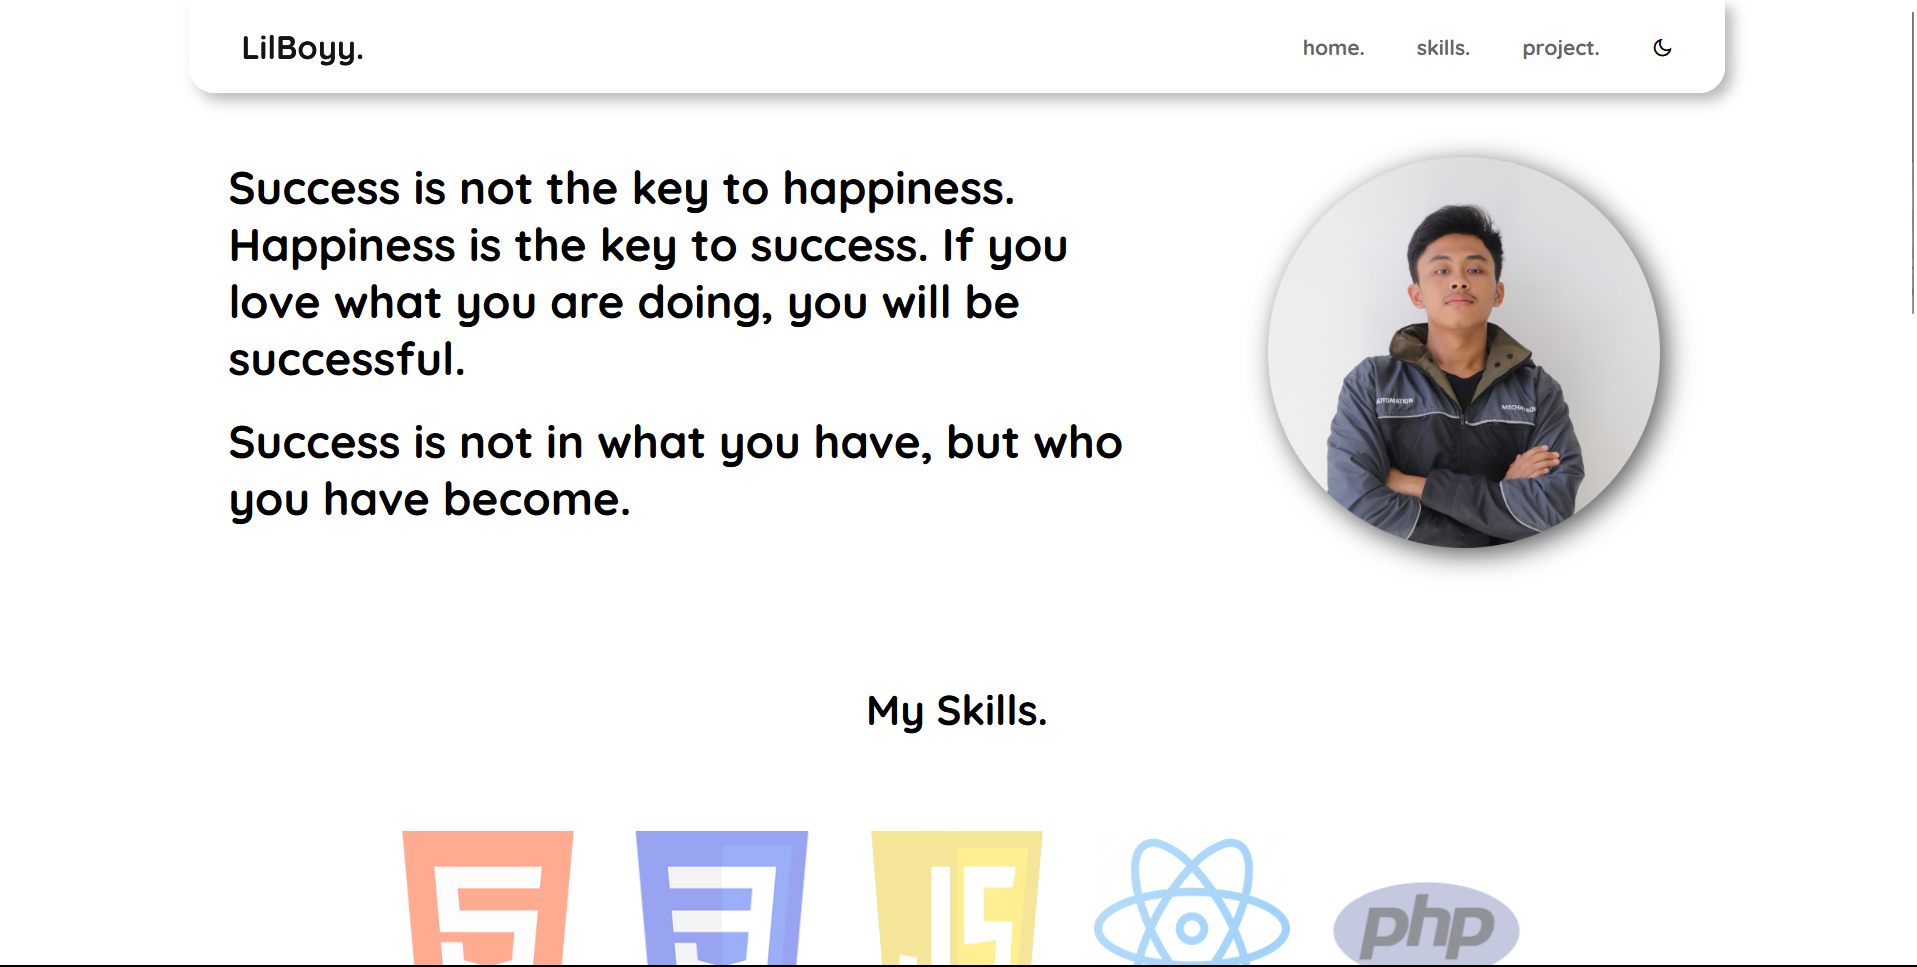 LilBoyy.
home. skills. project.
Success is not the key to happiness.
Happiness is the key to success. If you
love what you are doing, you will be
successful.
Success is not in what you have, but who
you have become.
AUTOMATION
My Skills.
JS
php